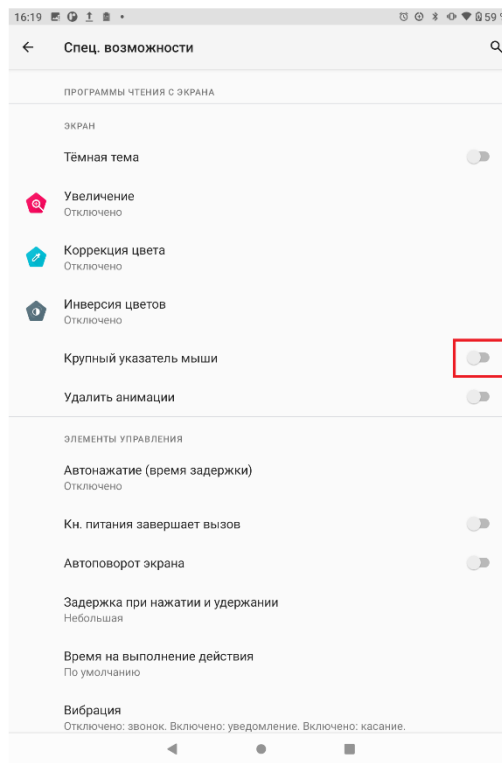 16:19 59 %
Спец. возможности
ПРОГРАММЫ ЧТЕНИЯ С ЭКРАНА
ЭКРАН
Тёмная тема
Увеличение
Отключено
Коррекция цвета
Отключено
Инверсия цветов
Отключено
Крупный указатель мыши
Удалить анимации
ЭЛЕМЕНТЫ УПРАВЛЕНИЯ
Автонажатие (время задержки)
Отключено
Кн. питания завершает вызов
Автоповорот экрана
Задержка при нажатии и удержании
Небольшая
Время на выполнение действия
По умолчанию
Вибрация
Отключено: звонок. Включено: уведомление. Включено: касание.